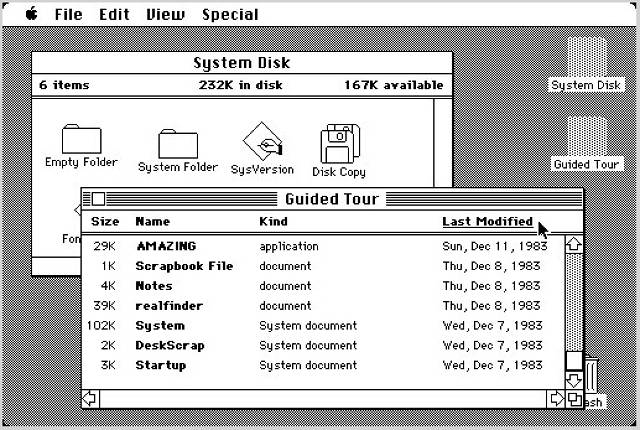 File Edit View Special
System Disk
6 items 232K in disk 167K available
Empty Folder System Folder SysVersion Disk Copy
System Disk
Guided Tour
Fon
Guided Tour
Size Name Kind Last Modified
29K AMAZING application Sun, Dec 11, 1983
1K Scrapbook File document Thu, Dec 8, 1983
4K Notes document Thu, Dec 8, 1983
39K realfinder document Thu, Dec 8, 1983
102K System System document Wed, Dec 7, 1983
2K DeskScrap System document Wed, Dec 7, 1983
3K Startup System document Wed, Dec 7, 1983
ash